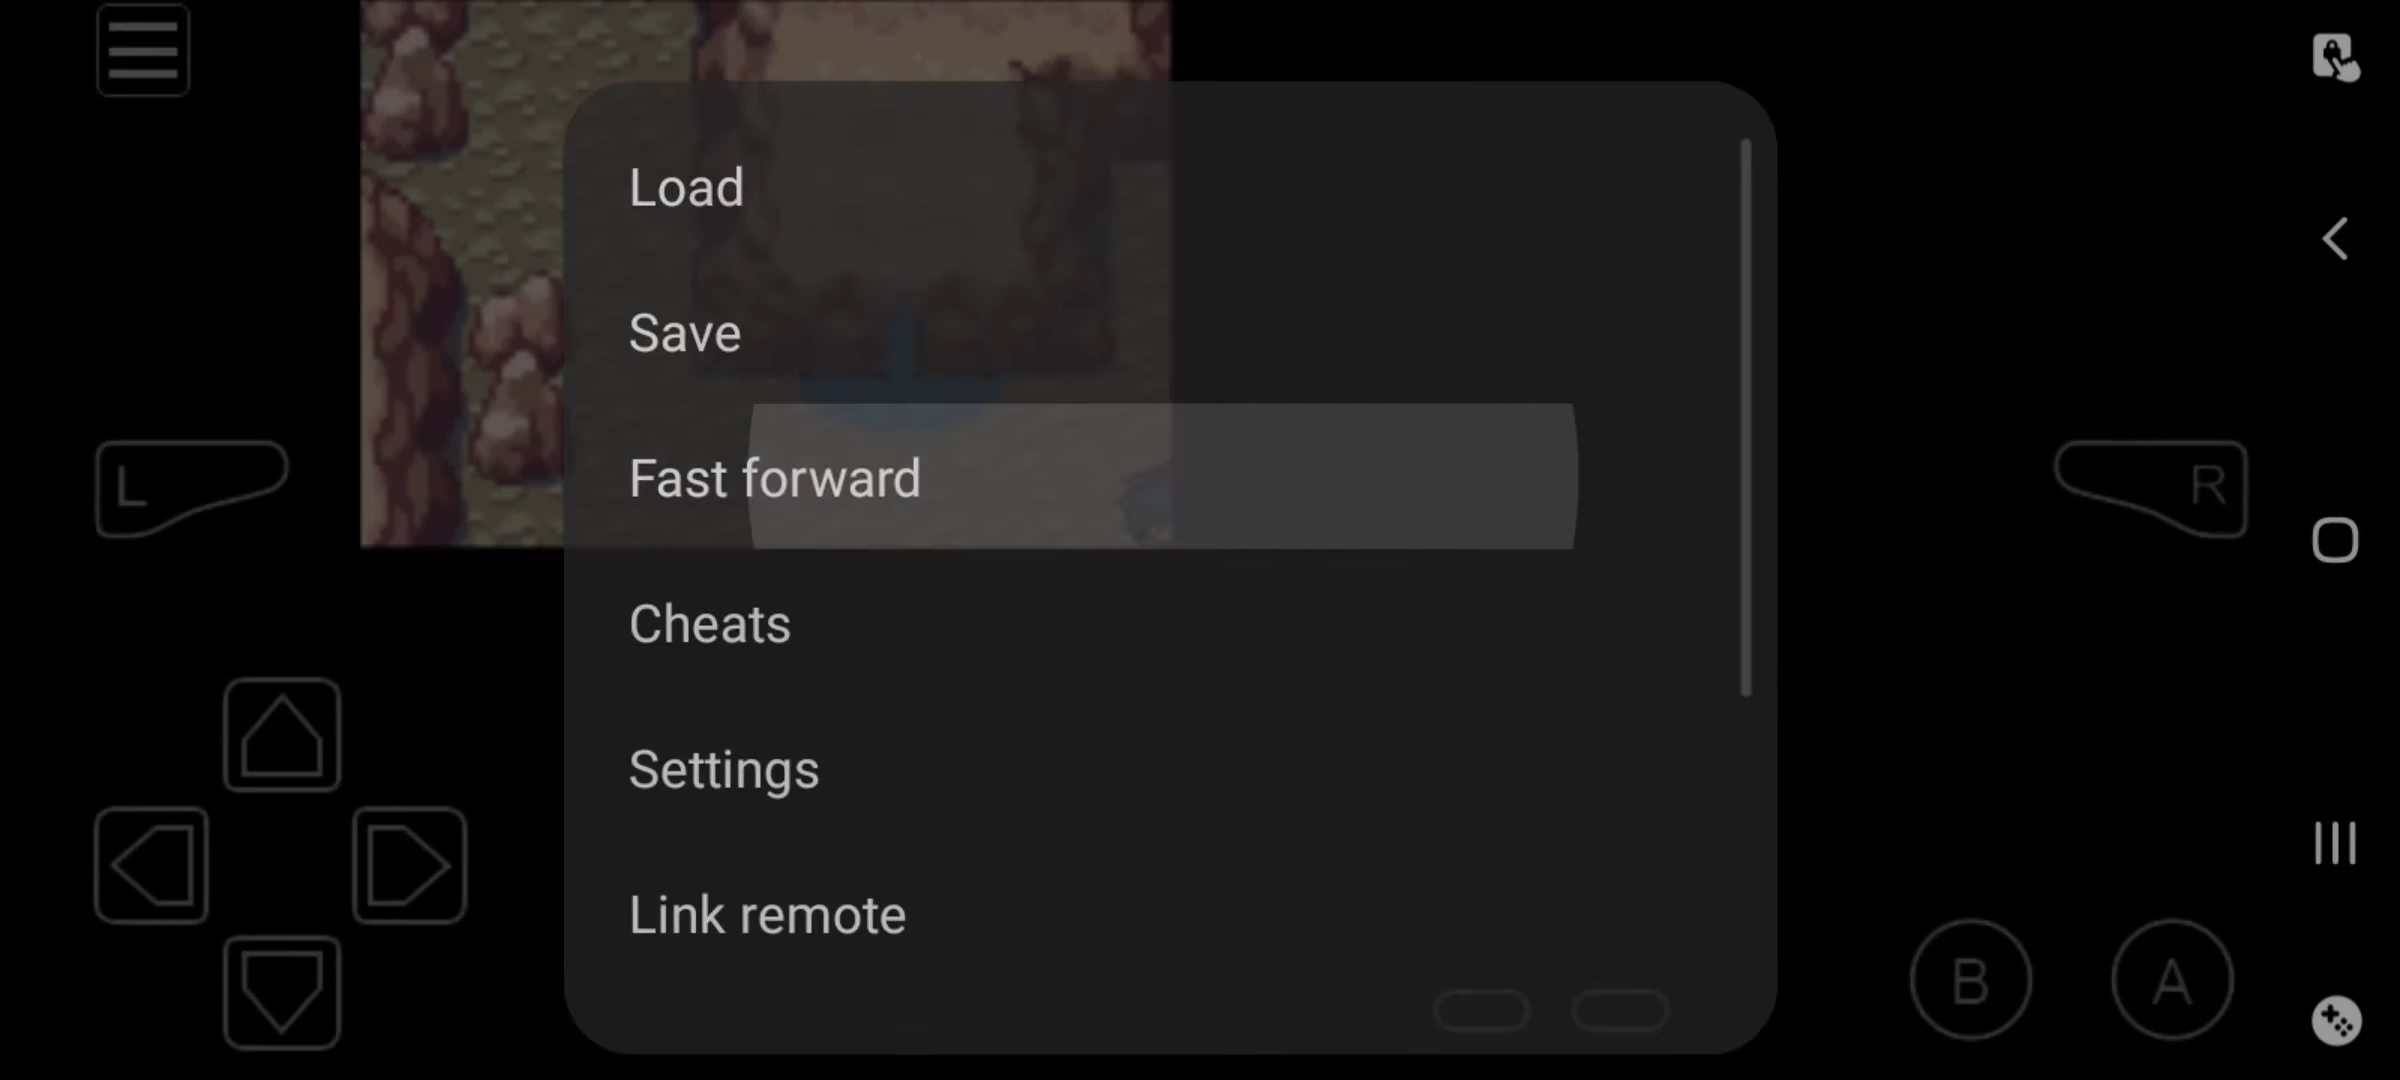 Load
Save
L
Fast forward
R
Cheats
Settings
Link remote
B
A